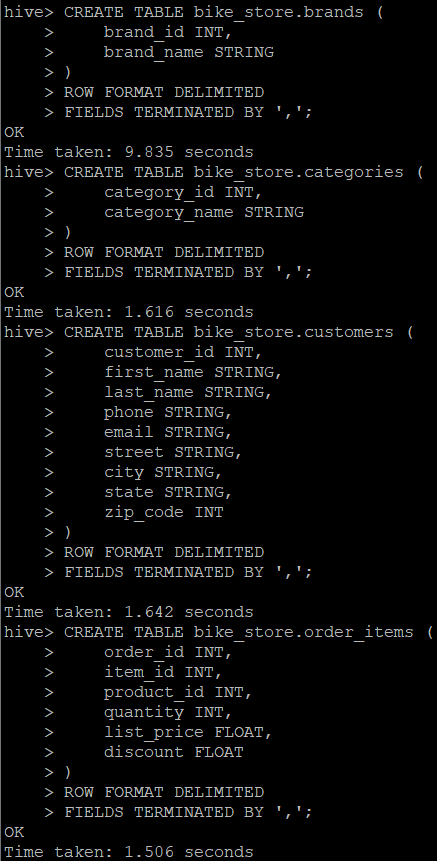 hive> CREATE TABLE bike_store.brands (
    >     brand_id INT,
    >     brand_name STRING
    > )
    > ROW FORMAT DELIMITED
    > FIELDS TERMINATED BY ',';
OK
Time taken: 9.835 seconds
hive> CREATE TABLE bike_store.categories (
    >     category_id INT,
    >     category_name STRING
    > )
    > ROW FORMAT DELIMITED
    > FIELDS TERMINATED BY ',';
OK
Time taken: 1.616 seconds
hive> CREATE TABLE bike_store.customers (
    >     customer_id INT,
    >     first_name STRING,
    >     last_name STRING,
    >     phone STRING,
    >     email STRING,
    >     street STRING,
    >     city STRING,
    >     state STRING,
    >     zip_code INT
    > )
    > ROW FORMAT DELIMITED
    > FIELDS TERMINATED BY ',';
OK
Time taken: 1.642 seconds
hive> CREATE TABLE bike_store.order_items (
    >     order_id INT,
    >     item_id INT,
    >     product_id INT,
    >     quantity INT,
    >     list_price FLOAT,
    >     discount FLOAT
    > )
    > ROW FORMAT DELIMITED
    > FIELDS TERMINATED BY ',';
OK
Time taken: 1.506 seconds